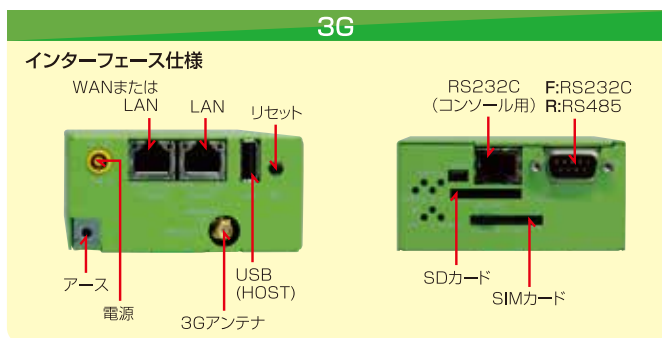 3G
インターフェース仕様
WANまたは
LAN
LAN
リセット
アース
電源
3Gアンテナ
USB
(HOST)
RS232C
(コンソール用)
F:RS232C
R:RS485
SDカード
SIMカード